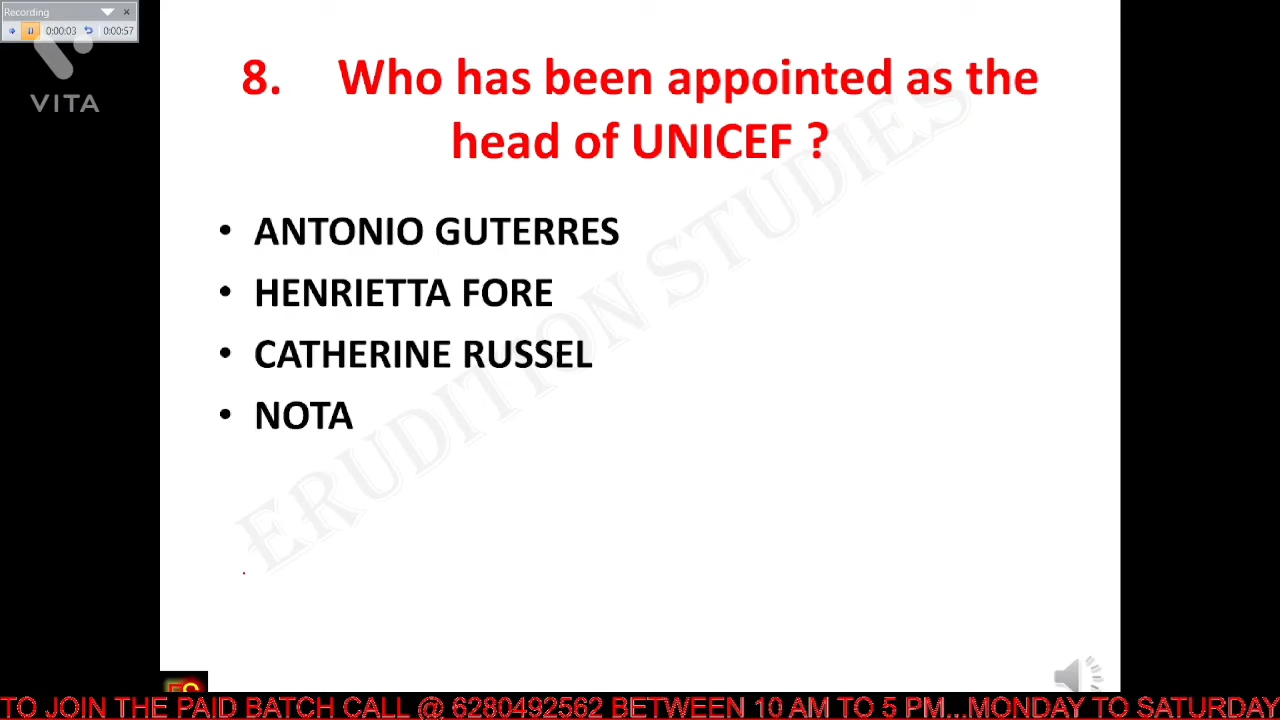 Recording
0:00:03 0:00:57
VITA
8. Who has been appointed as the
head of UNICEF ?
• ANTONIO GUTERRES
• HENRIETTA FORE
• CATHERINE RUSSEL
• NOTA
ERUDITION STUDIES
TO JOIN THE PAID BATCH CALL @ 6280492562 BETWEEN 10 AM TO 5 PM...MONDAY TO SATURDAY